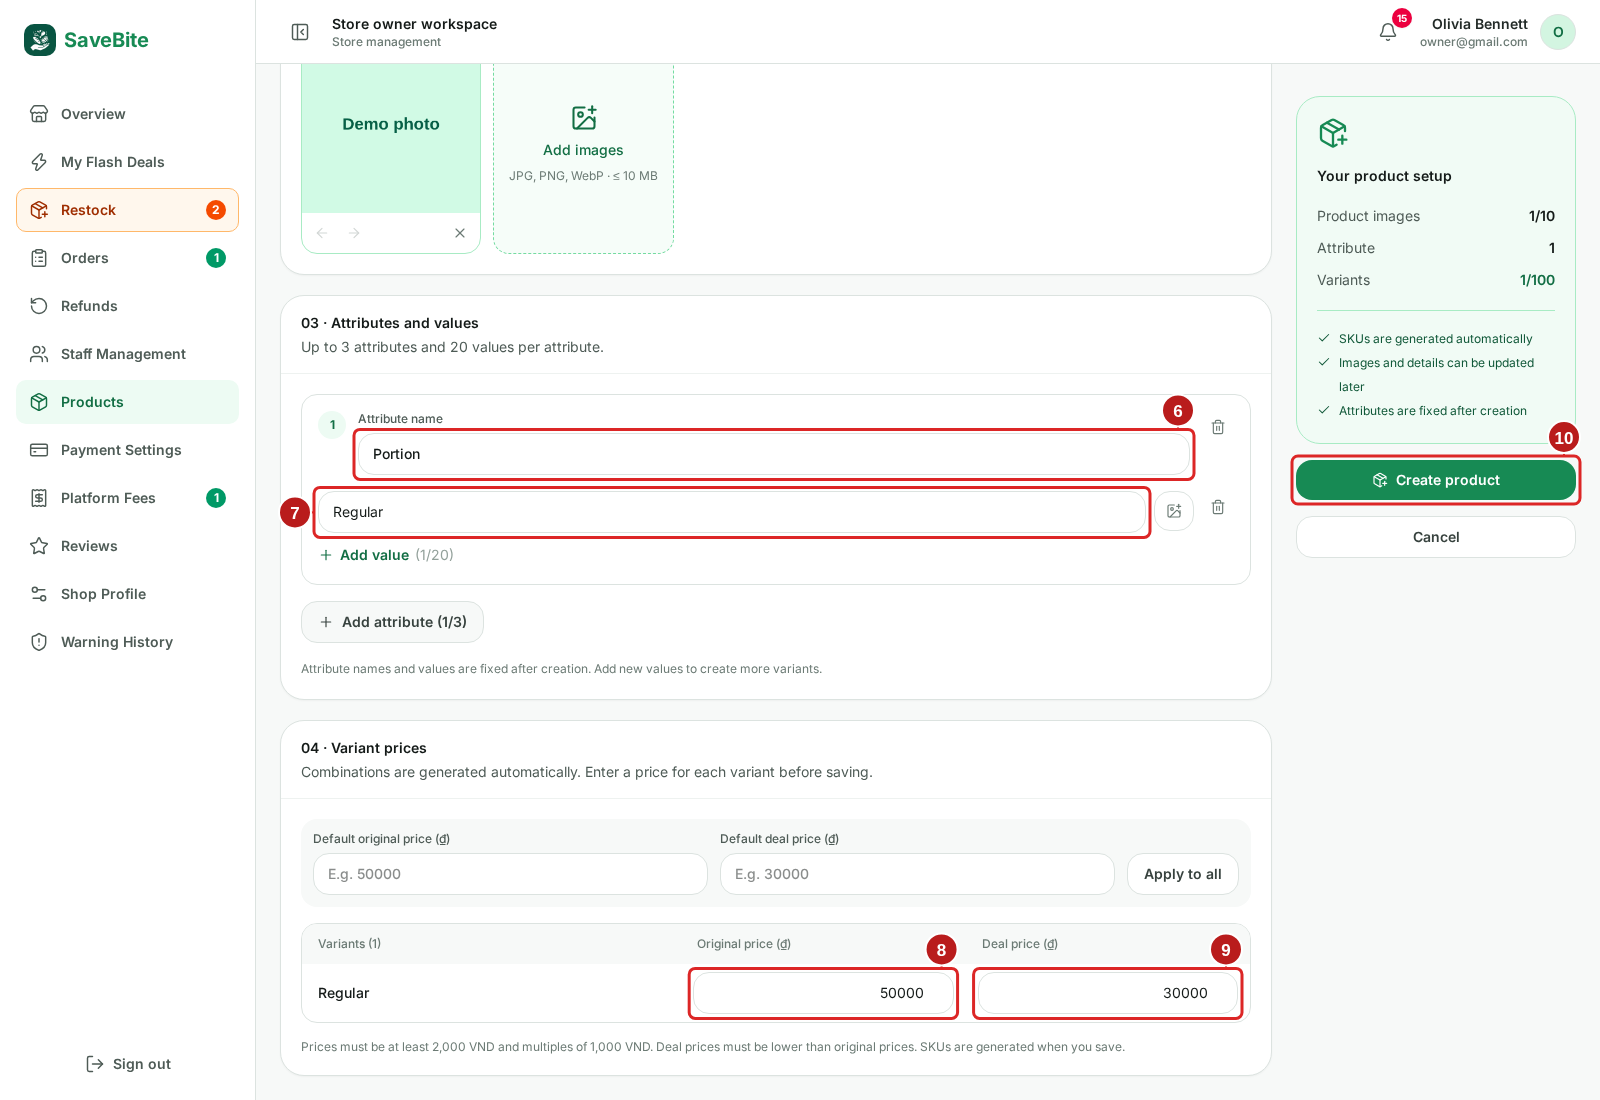 SaveBite
Overview
My Flash Deals
Restock 2
Orders 1
Refunds
Staff Management
Products
Payment Settings
Platform Fees 1
Reviews
Shop Profile
Warning History
Sign out
Store owner workspace
Store management
15
Olivia Bennett
owner@gmail.com
O
Demo photo
Add images
JPG, PNG, WebP · ≤ 10 MB
03 · Attributes and values
Up to 3 attributes and 20 values per attribute.
1 Attribute name
6
Portion
7 Regular
Add value (1/20)
Add attribute (1/3)
Attribute names and values are fixed after creation. Add new values to create more variants.
04 · Variant prices
Combinations are generated automatically. Enter a price for each variant before saving.
Default original price (₫) Default deal price (₫)
E.g. 50000 E.g. 30000 Apply to all
Variants (1) Original price (₫) 8 Deal price (₫) 9
Regular 50000 30000
Prices must be at least 2,000 VND and multiples of 1,000 VND. Deal prices must be lower than original prices. SKUs are generated when you save.
Your product setup
Product images 1/10
Attribute 1
Variants 1/100
SKUs are generated automatically
Images and details can be updated
later
Attributes are fixed after creation
10
Create product
Cancel